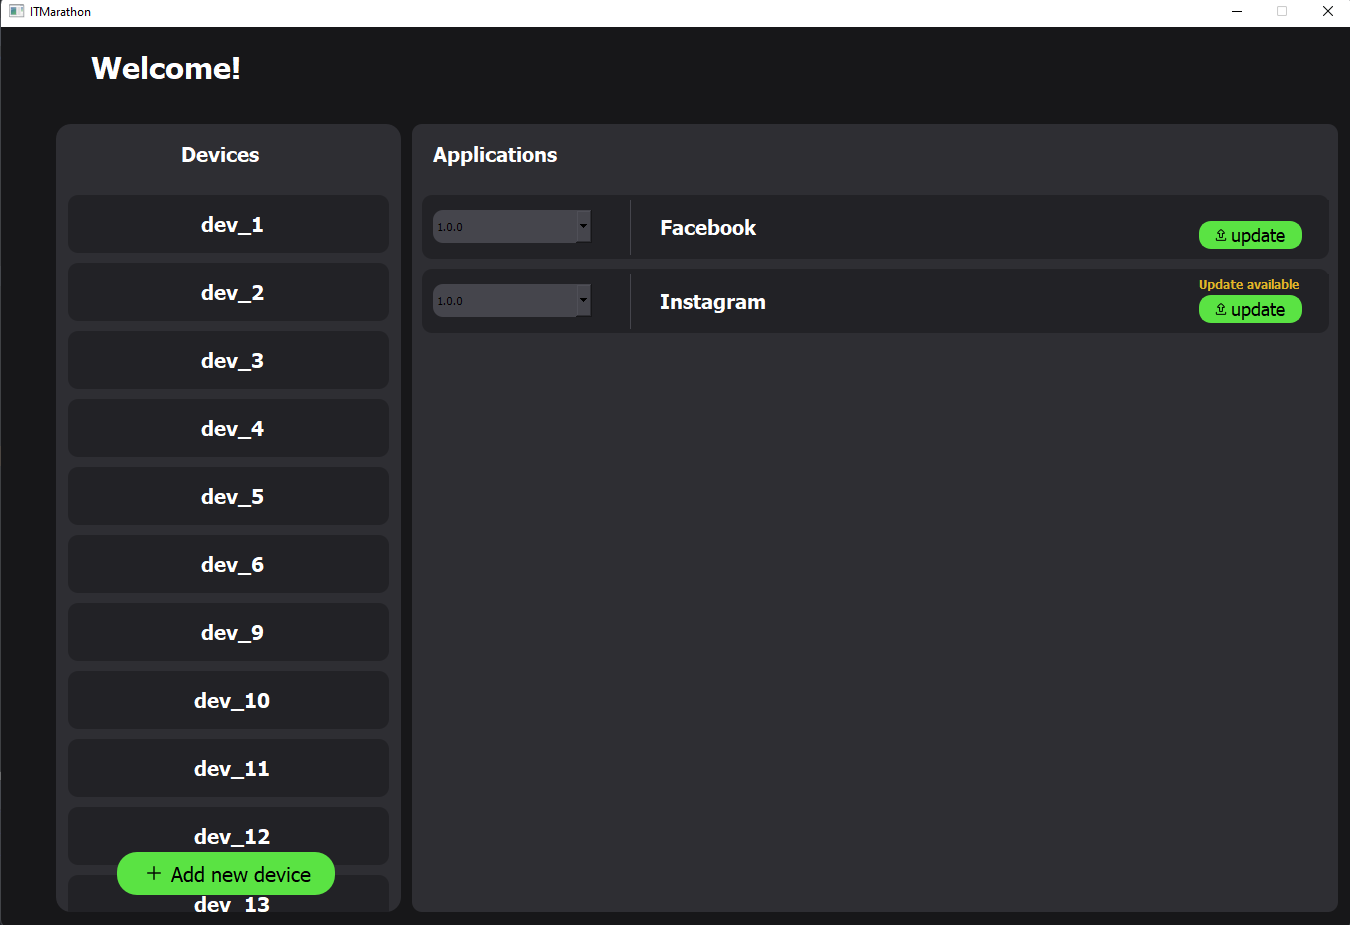 ITMarathon
Welcome!
Devices
dev_1
dev_2
dev_3
dev_4
dev_5
dev_6
dev_9
dev_10
dev_11
dev_12
Add new device
dev_13
Applications
1.0.0
Facebook
update
1.0.0
Instagram
Update available
update